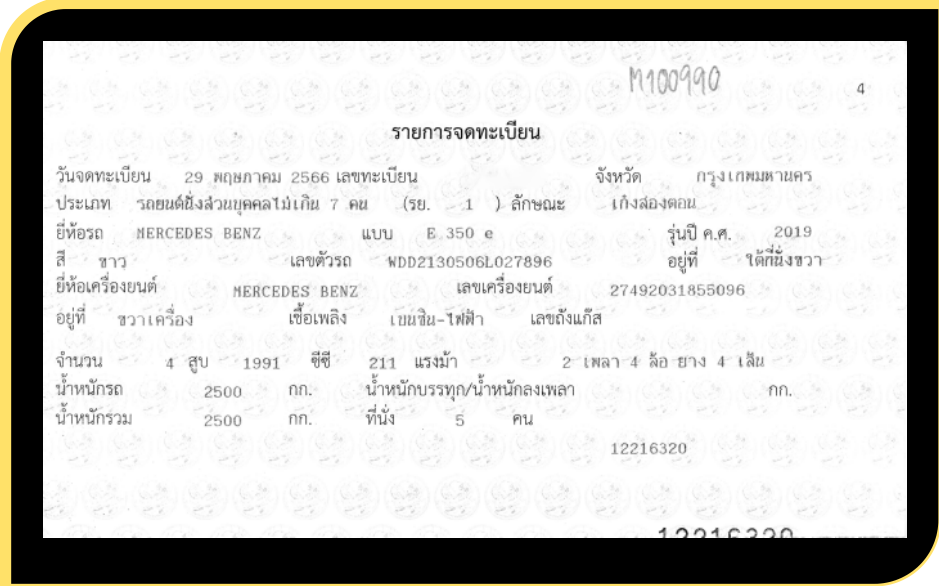 M100990
4
รายการจดทะเบียน
วันจดทะเบียน 29 พฤษภาคม 2566 เลขทะเบียน จังหวัด กรุงเทพมหานคร
ประเภท รถยนต์นั่งส่วนบุคคลไม่เกิน 7 คน (รย. 1 ) ลักษณะ เก๋งสองตอน
ยี่ห้อรถ MERCEDES BENZ แบบ E 350 e รุ่นปี ค.ศ. 2019
สี ขาว เลขตัวรถ WDD2130506L027896 อยู่ที่ ใต้ที่นั่งขวา
ยี่ห้อเครื่องยนต์ MERCEDES BENZ เลขเครื่องยนต์ 27492031855096
อยู่ที่ ขวาเครื่อง เชื้อเพลิง เบนซิน-ไฟฟ้า เลขถังแก๊ส
จำนวน 4 สูบ 1991 ซีซี 211 แรงม้า 2 เพลา 4 ล้อ ยาง 4 เส้น
น้ำหนักรถ 2500 กก. น้ำหนักบรรทุก/น้ำหนักลงเพลา กก.
น้ำหนักรวม 2500 กก. ที่นั่ง 5 คน
12216320
12216320